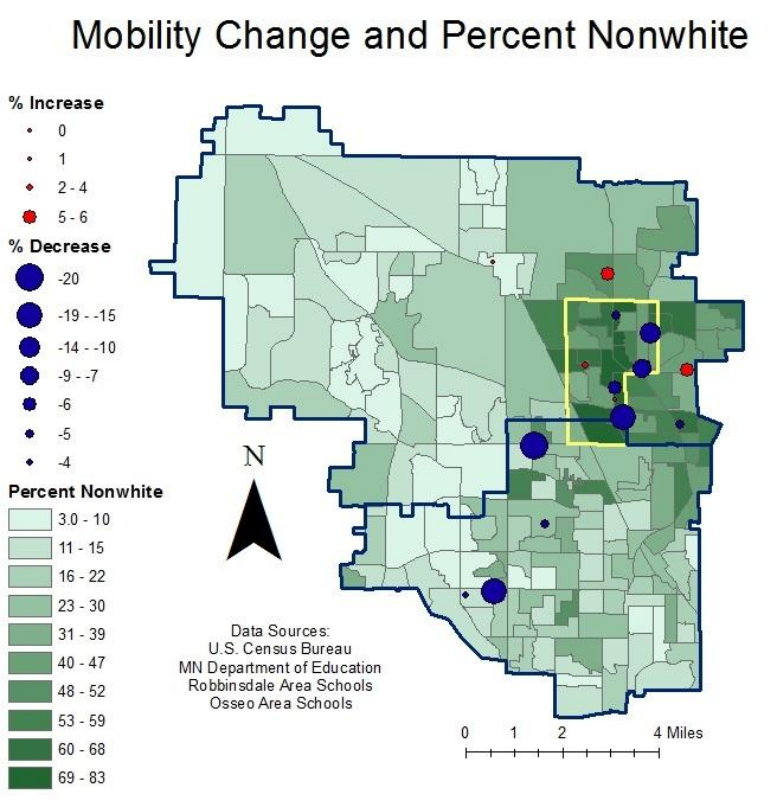 Mobility Change and Percent Nonwhite
% Increase
0
1
2 - 4
5 - 6
% Decrease
-20
-19 - -15
-14 - -10
-9 - -7
-6
-5
-4
Percent Nonwhite
3.0 - 10
11 - 15
16 - 22
23 - 30
31 - 39
40 - 47
48 - 52
53 - 59
60 - 68
69 - 83
N
Data Sources:
U.S. Census Bureau
MN Department of Education
Robbinsdale Area Schools
Osseo Area Schools
0 1 2 4 Miles